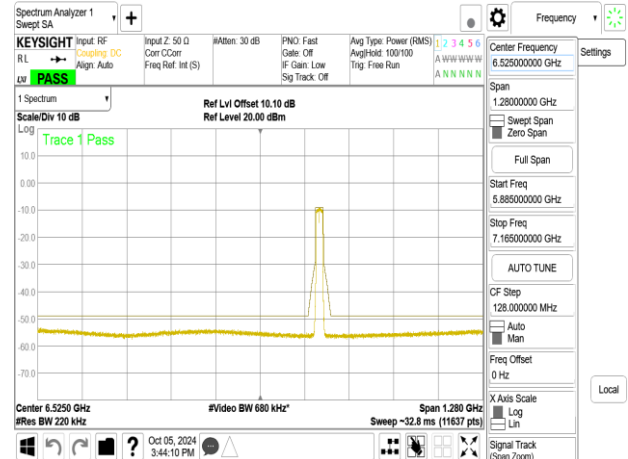 Spectrum Analyzer 1
Swept SA
+
Frequency
KEYSIGHT
Input: RF
Coupling: DC
Align: Auto
Input Z: 50 Ω
Corr CCorr
Freq Ref: Int (S)
#Atten: 30 dB
PNO: Fast
Gate: Off
IF Gain: Low
Sig Track: Off
Avg Type: Power (RMS)
Avg|Hold: 100/100
Trig: Free Run
1 2 3 4 5 6
A W W W W W
A N N N N N
R L
LXI
PASS
1 Spectrum
Scale/Div 10 dB
Ref Lvl Offset 10.10 dB
Ref Level 20.00 dBm
Log
Trace 1 Pass
10.0
0.00
-10.0
-20.0
-30.0
-40.0
-50.0
-60.0
-70.0
Center 6.5250 GHz
#Res BW 220 kHz
#Video BW 680 kHz*
Span 1.280 GHz
Sweep ~32.8 ms (11637 pts)
?
Oct 05, 2024
3:44:10 PM
Center Frequency
6.525000000 GHz
Settings
Span
1.28000000 GHz
Swept Span
Zero Span
Full Span
Start Freq
5.885000000 GHz
Stop Freq
7.165000000 GHz
AUTO TUNE
CF Step
128.000000 MHz
Auto
Man
Freq Offset
0 Hz
X Axis Scale
Log
Lin
Local
Signal Track
(Span Zoom)